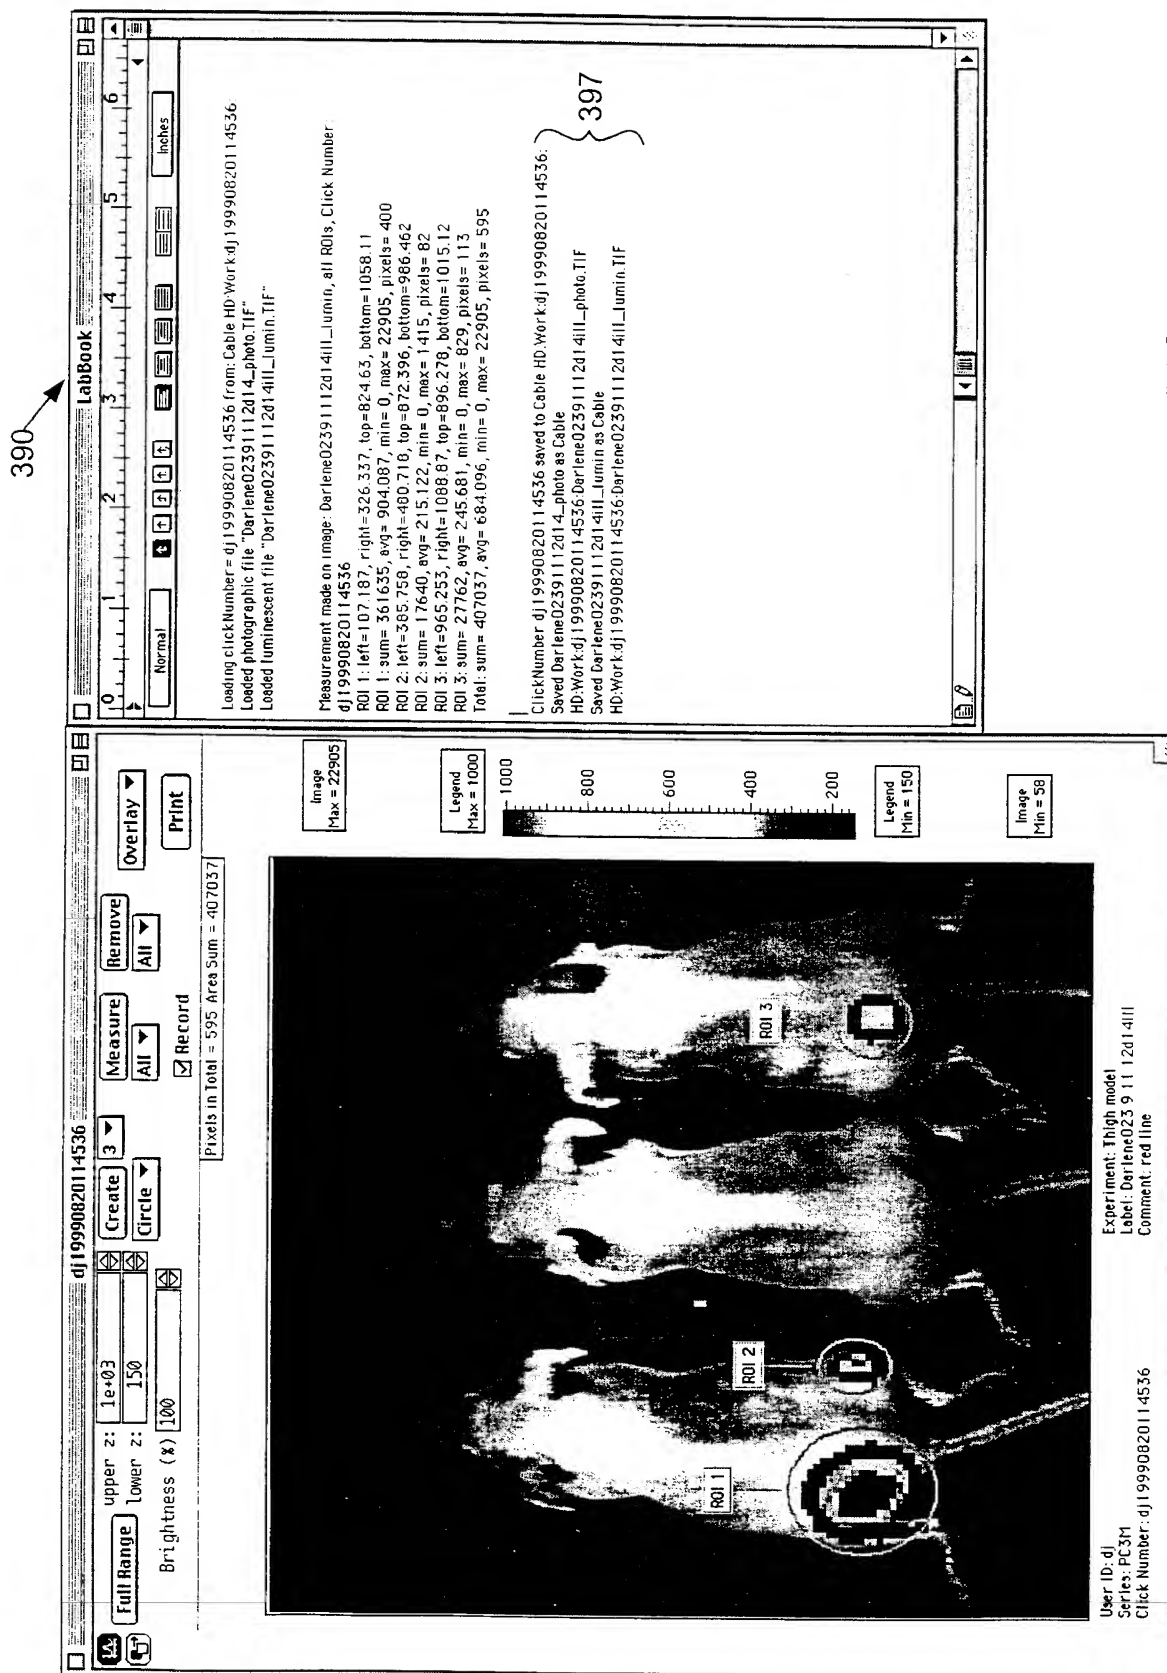 390
dj19990820114536
Full Range
upper z: 1e+03
lower z: 150
Brightness (%) 100
Create 3
Circle
Measure
All
Record
Remove
All
Overlay
Print
Pixels in Total = 595 Area Sum = 407037
ROI 1
ROI 2
ROI 3
Image
Max = 22905
Legend
Max = 1000
1000
800
600
400
200
Legend
Min = 150
Image
Min = 58
User ID: dj
Series: PC3M
Click Number: dj19990820114536
Experiment: Thigh model
Label: Darlene023 9 11 12d14Ill
Comment: red line
LabBook
0 1 2 3 4 5 6
Normal
Inches
Loading clickNumber = dj19990820114536 from: Cable HD:Work:dj19990820114536
Loaded photographic file "Darlene02391112d14_photo.TIF"
Loaded luminescent file "Darlene02391112d14ill_lumin.TIF"
Measurement made on image: Darlene02391112d14ill_lumin, all ROIs, Click Number:
dj19990820114536
ROI 1: left=107.187, right=326.337, top=824.63, bottom=1058.11
ROI 1: sum= 361635, avg= 904.087, min= 0, max= 22905, pixels= 400
ROI 2: left=385.758, right=480.718, top=872.396, bottom=986.462
ROI 2: sum= 17640, avg= 215.122, min= 0, max= 1415, pixels= 82
ROI 3: left=965.253, right=1088.87, top=896.278, bottom=1015.12
ROI 3: sum= 27762, avg= 245.681, min= 0, max= 829, pixels= 113
Total: sum= 407037, avg= 684.096, min= 0, max= 22905, pixels= 595
ClickNumber dj19990820114536 saved to Cable HD:Work:dj19990820114536:
Saved Darlene02391112d14_photo as Cable
HD:Work:dj19990820114536:Darlene02391112d14ill_photo.TIF
Saved Darlene02391112d14ill_lumin as Cable
HD:Work:dj19990820114536:Darlene02391112d14ill_lumin.TIF
397